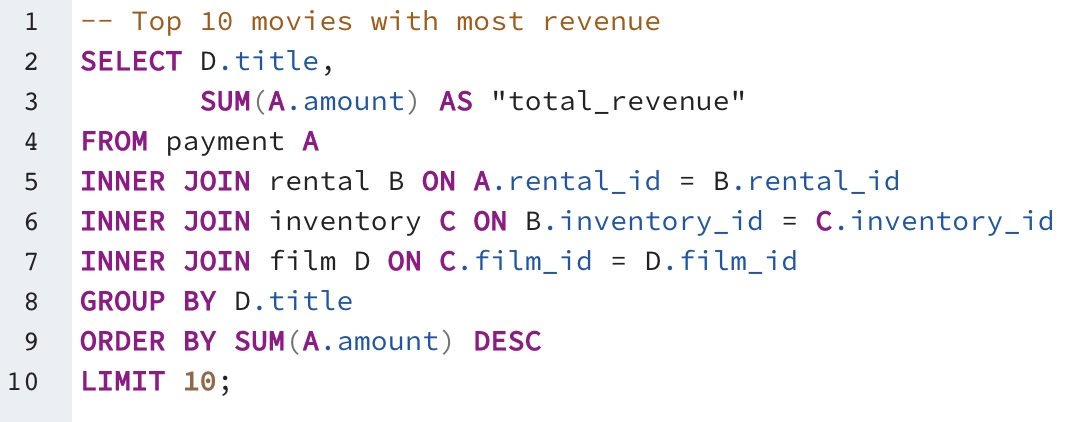 1 -- Top 10 movies with most revenue
2 SELECT D.title,
3        SUM(A.amount) AS "total_revenue"
4 FROM payment A
5 INNER JOIN rental B ON A.rental_id = B.rental_id
6 INNER JOIN inventory C ON B.inventory_id = C.inventory_id
7 INNER JOIN film D ON C.film_id = D.film_id
8 GROUP BY D.title
9 ORDER BY SUM(A.amount) DESC
10 LIMIT 10;